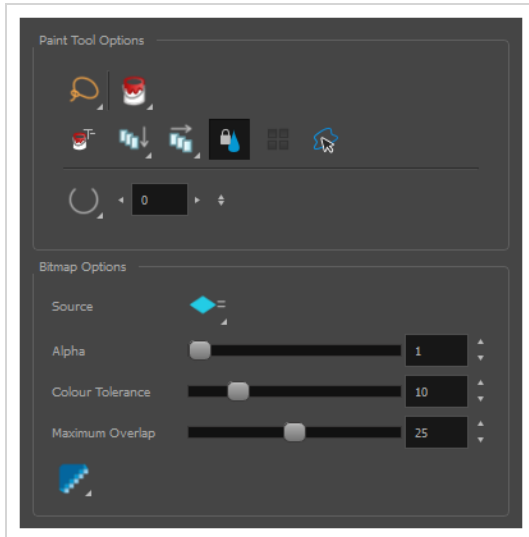 Paint Tool Options
0
Bitmap Options
Source
Alpha 1
Colour Tolerance 10
Maximum Overlap 25